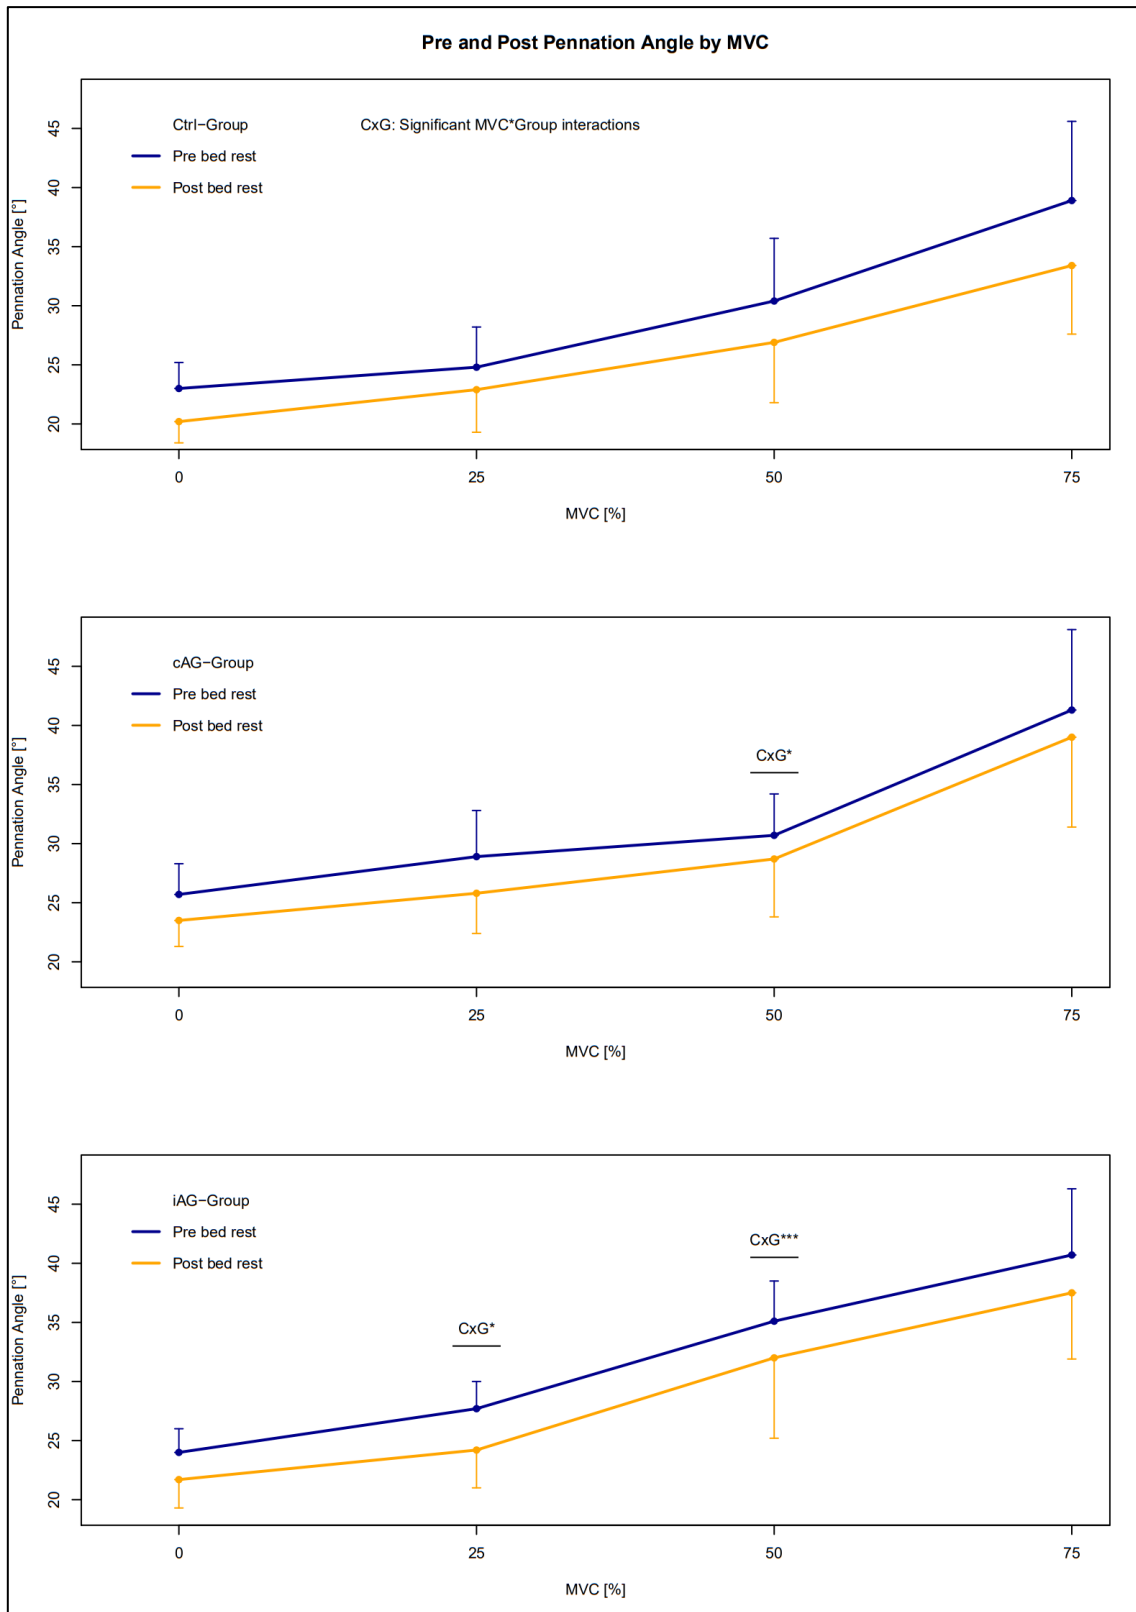 Pre and Post Pennation Angle by MVC
Ctrl−Group
CxG: Significant MVC*Group interactions
Pre bed rest
Post bed rest
Pennation Angle [°]
45
40
35
30
25
20
0 25 50 75
MVC [%]
cAG−Group
Pre bed rest
Post bed rest
CxG*
Pennation Angle [°]
45
40
35
30
25
20
0 25 50 75
MVC [%]
iAG−Group
Pre bed rest
Post bed rest
CxG***
CxG*
Pennation Angle [°]
45
40
35
30
25
20
0 25 50 75
MVC [%]